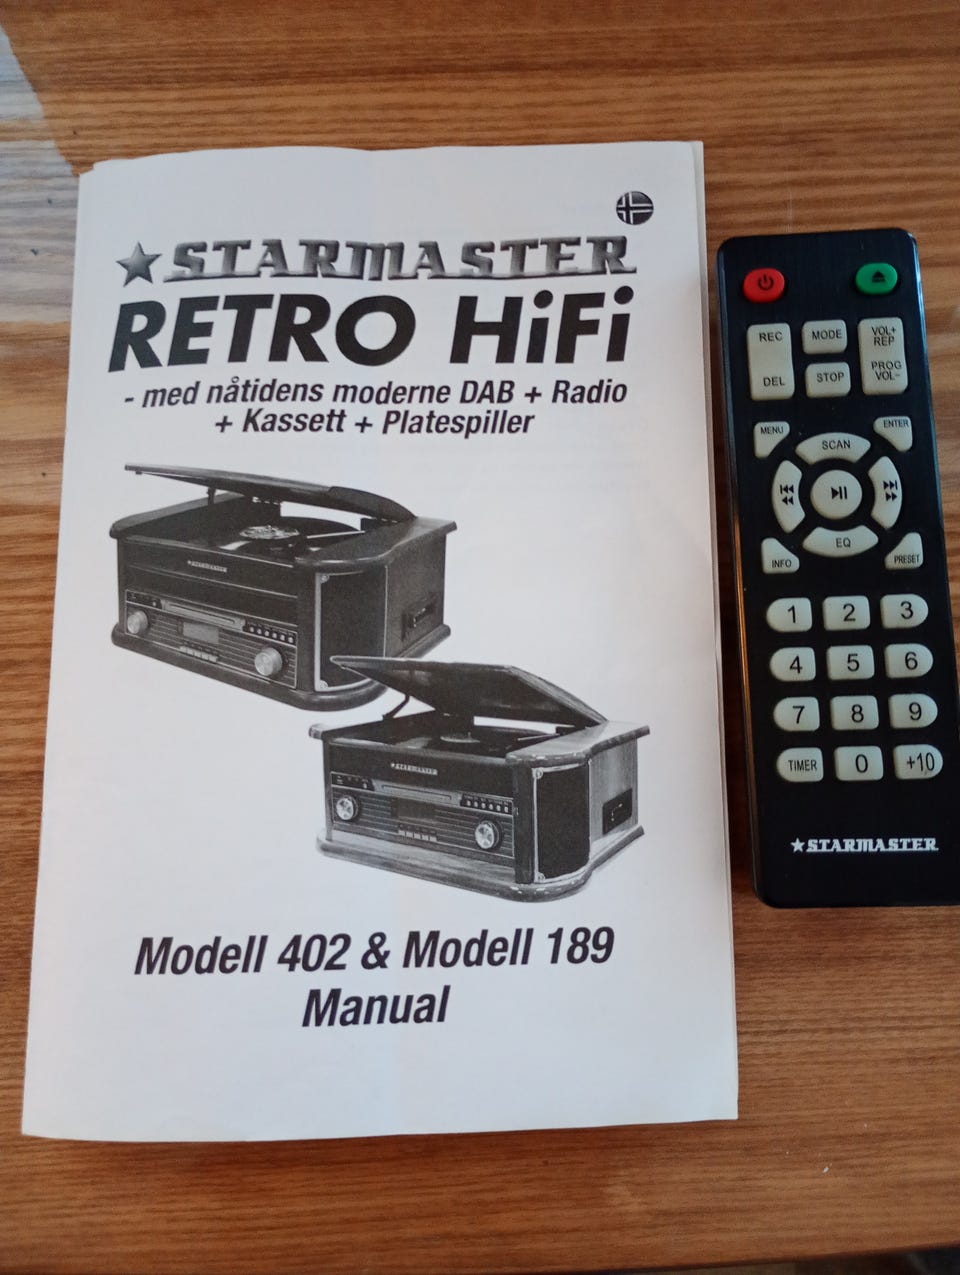 STARMASTER
RETRO HiFi
- med nåtidens moderne DAB + Radio
+ Kassett + Platespiller
Modell 402 & Modell 189
Manual
REC
MODE
VOL+
REP
DEL
STOP
PROG
VOL-
MENU
ENTER
SCAN
EQ
INFO
PRESET
1 2 3
4 5 6
7 8 9
TIMER 0 +10
STARMASTER